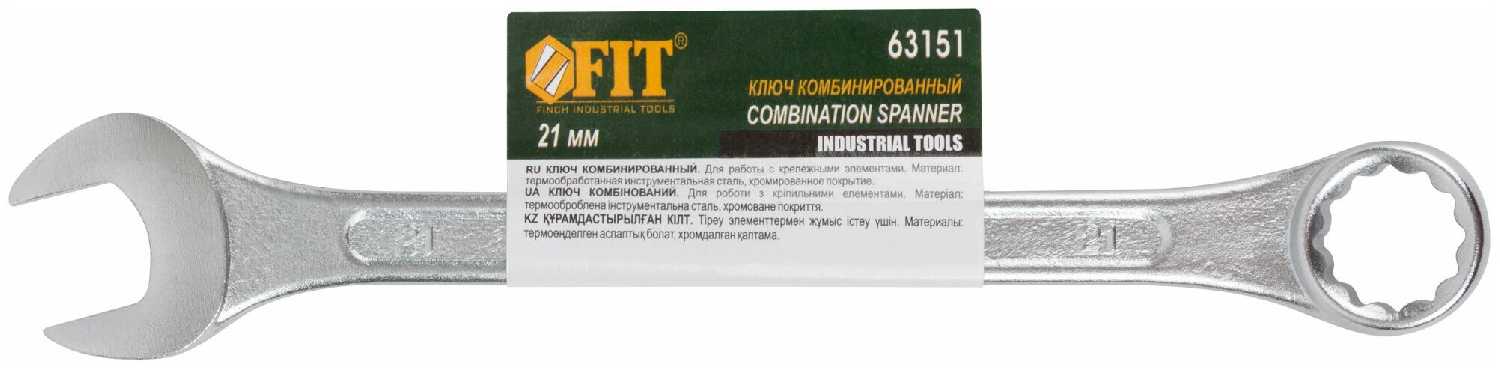 FIT®
FINCH INDUSTRIAL TOOLS
21 мм
63151
КЛЮЧ КОМБИНИРОВАННЫЙ
COMBINATION SPANNER
INDUSTRIAL TOOLS
RU КЛЮЧ КОМБИНИРОВАННЫЙ. Для работы с крепежными элементами. Материал:
термообработанная инструментальная сталь, хромированное покрытие.
UA КЛЮЧ КОМБІНОВАНИЙ. Для роботи з кріпильними елементами. Матеріал:
термооброблена інструментальна сталь, хромоване покриття.
KZ ҚҰРАМДАСТЫРЫЛҒАН КІЛТ. Тіреу элементтермен жұмыс істеу үшін. Материалы:
термоөңделген аспаптық болат, хромдалған қаптама.
21
21